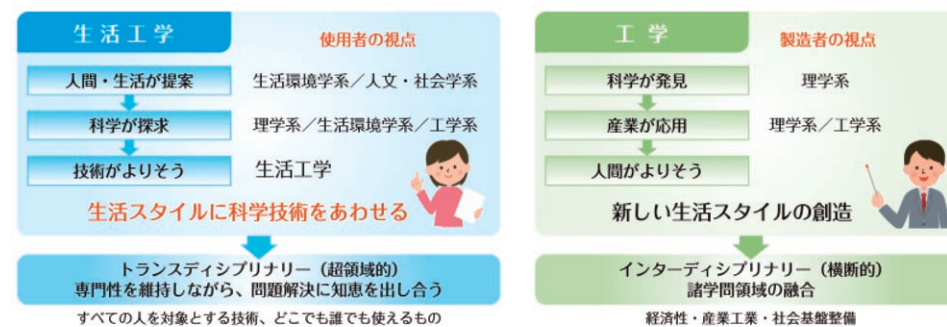 生活工学
使用者の視点
人間・生活が提案
生活環境学系／人文・社会学系
科学が探求
理学系／生活環境学系／工学系
技術がよりそう
生活工学
生活スタイルに科学技術をあわせる
トランスディシプリナリー（超領域的）
専門性を維持しながら、問題解決に知恵を出し合う
すべての人を対象とする技術、どこでも誰でも使えるもの
工学
製造者の視点
科学が発見
理学系
産業が応用
理学系／工学系
人間がよりそう
新しい生活スタイルの創造
インターディシプリナリー（横断的）
諸学問領域の融合
経済性・産業工業・社会基盤整備